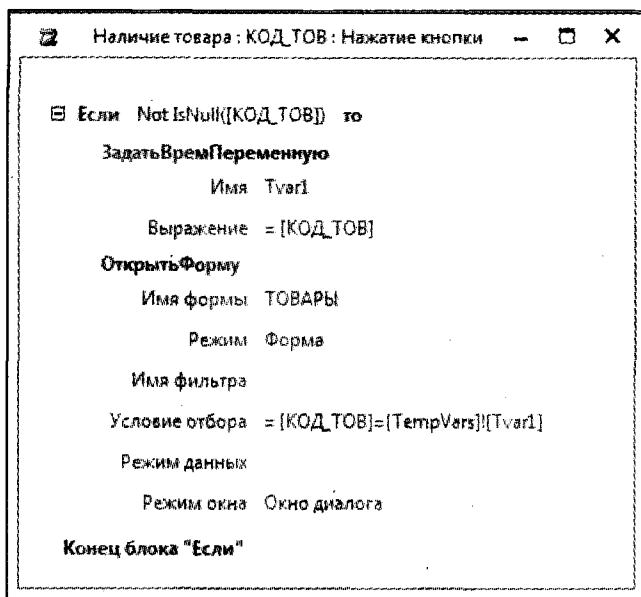 Наличие товара : КОД_ТОВ : Нажатие кнопки
Если Not IsNull([КОД_ТОВ]) то
ЗадатьВремПеременную
Имя Tvar1
Выражение = [КОД_ТОВ]
ОткрытьФорму
Имя формы ТОВАРЫ
Режим Форма
Имя фильтра
Условие отбора = [КОД_ТОВ]=[TempVars]![Tvar1]
Режим данных
Режим окна Окно диалога
Конец блока "Если"